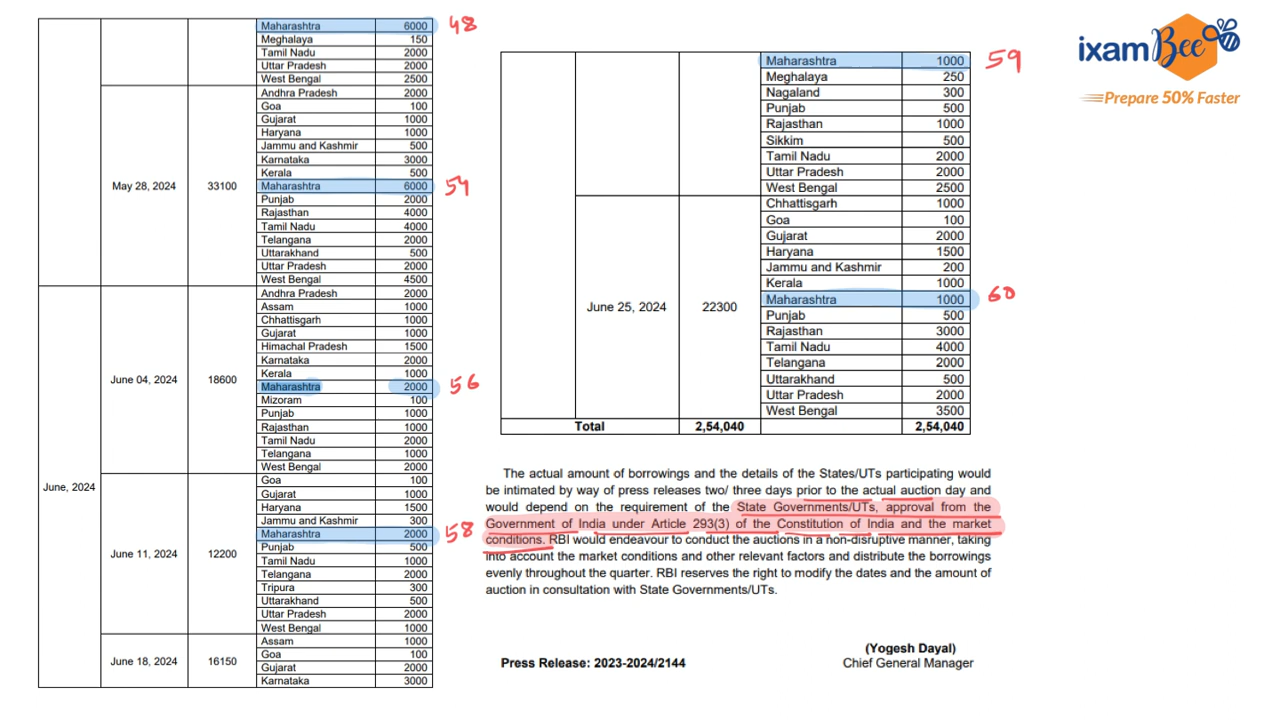 Maharashtra 6000 48
Meghalaya 150
Tamil Nadu 2000
Uttar Pradesh 2000
West Bengal 2500
May 28, 2024 33100
Andhra Pradesh 2000
Goa 100
Gujarat 1000
Haryana 1000
Jammu and Kashmir 500
Karnataka 3000
Kerala 500
Maharashtra 6000 54
Punjab 2000
Rajasthan 4000
Tamil Nadu 4000
Telangana 2000
Uttarakhand 500
Uttar Pradesh 2000
West Bengal 4500
June, 2024
June 04, 2024 18600
Andhra Pradesh 2000
Assam 1000
Chhattisgarh 1000
Gujarat 1000
Himachal Pradesh 1500
Karnataka 2000
Kerala 1000
Maharashtra 2000 56
Mizoram 100
Punjab 1000
Rajasthan 1000
Tamil Nadu 2000
Telangana 1000
West Bengal 2000
June 11, 2024 12200
Goa 100
Gujarat 1000
Haryana 1500
Jammu and Kashmir 300
Maharashtra 2000 58
Punjab 500
Tamil Nadu 1000
Telangana 2000
Tripura 300
Uttarakhand 500
Uttar Pradesh 2000
West Bengal 1000
June 18, 2024 16150
Assam 1000
Goa 100
Gujarat 2000
Karnataka 3000
Maharashtra 1000 59
Meghalaya 250
Nagaland 300
Punjab 500
Rajasthan 1000
Sikkim 500
Tamil Nadu 2000
Uttar Pradesh 2000
West Bengal 2500
June 25, 2024 22300
Chhattisgarh 1000
Goa 100
Gujarat 2000
Haryana 1500
Jammu and Kashmir 200
Kerala 1000
Maharashtra 1000 60
Punjab 500
Rajasthan 3000
Tamil Nadu 4000
Telangana 2000
Uttarakhand 500
Uttar Pradesh 2000
West Bengal 3500
Total 2,54,040 2,54,040
The actual amount of borrowings and the details of the States/UTs participating would
be intimated by way of press releases two/ three days prior to the actual auction day and
would depend on the requirement of the State Governments/UTs, approval from the
Government of India under Article 293(3) of the Constitution of India and the market
conditions. RBI would endeavour to conduct the auctions in a non-disruptive manner, taking
into account the market conditions and other relevant factors and distribute the borrowings
evenly throughout the quarter. RBI reserves the right to modify the dates and the amount of
auction in consultation with State Governments/UTs.
(Yogesh Dayal)
Press Release: 2023-2024/2144 Chief General Manager
ixamBee
Prepare 50% Faster